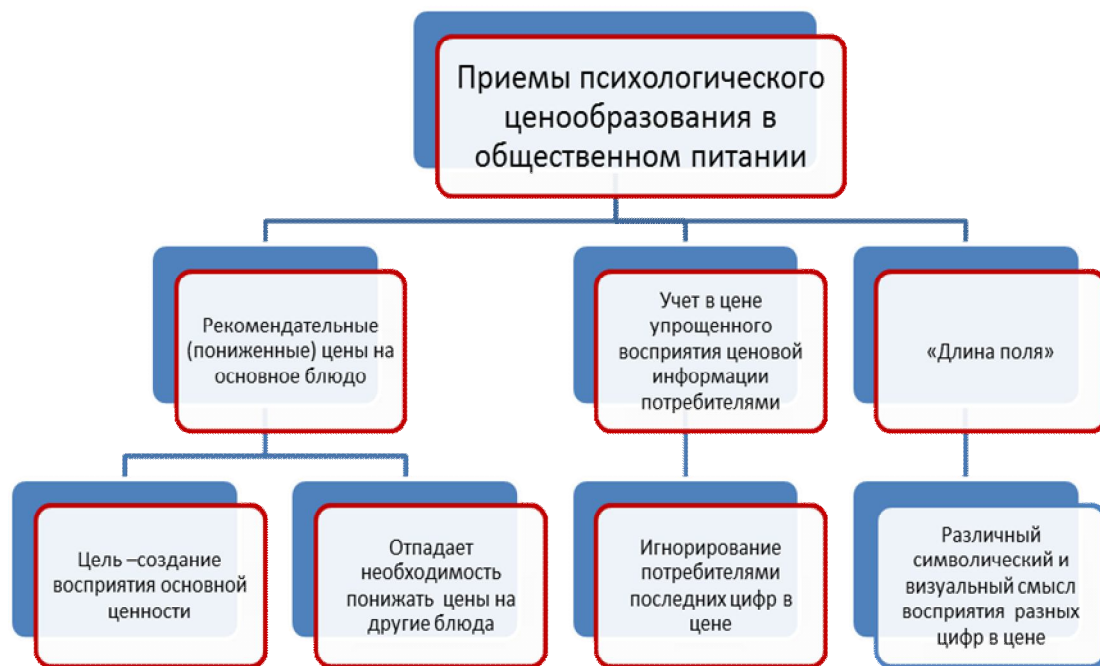 Приемы психологического
ценообразования в
общественном питании
Рекомендательные
(пониженные) цены на
основное блюдо
Учет в цене
упрощенного
восприятия ценовой
информации
потребителями
«Длина поля»
Цель –создание
восприятия основной
ценности
Отпадает
необходимость
понижать цены на
другие блюда
Игнорирование
потребителями
последних цифр в
цене
Различный
символический и
визуальный смысл
восприятия разных
цифр в цене